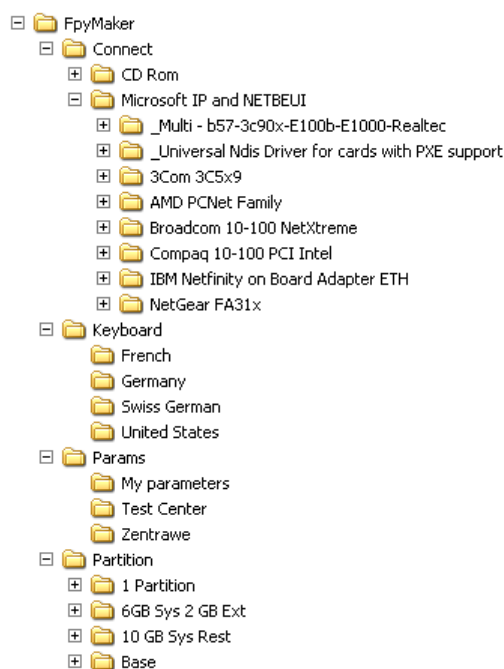 FpyMaker
Connect
CD Rom
Microsoft IP and NETBEUI
_Multi - b57-3c90x-E100b-E1000-Realtec
_Universal Ndis Driver for cards with PXE support
3Com 3C5x9
AMD PCNet Family
Broadcom 10-100 NetXtreme
Compaq 10-100 PCI Intel
IBM Netfinity on Board Adapter ETH
NetGear FA31x
Keyboard
French
Germany
Swiss German
United States
Params
My parameters
Test Center
Zentrawe
Partition
1 Partition
6GB Sys 2 GB Ext
10 GB Sys Rest
Base